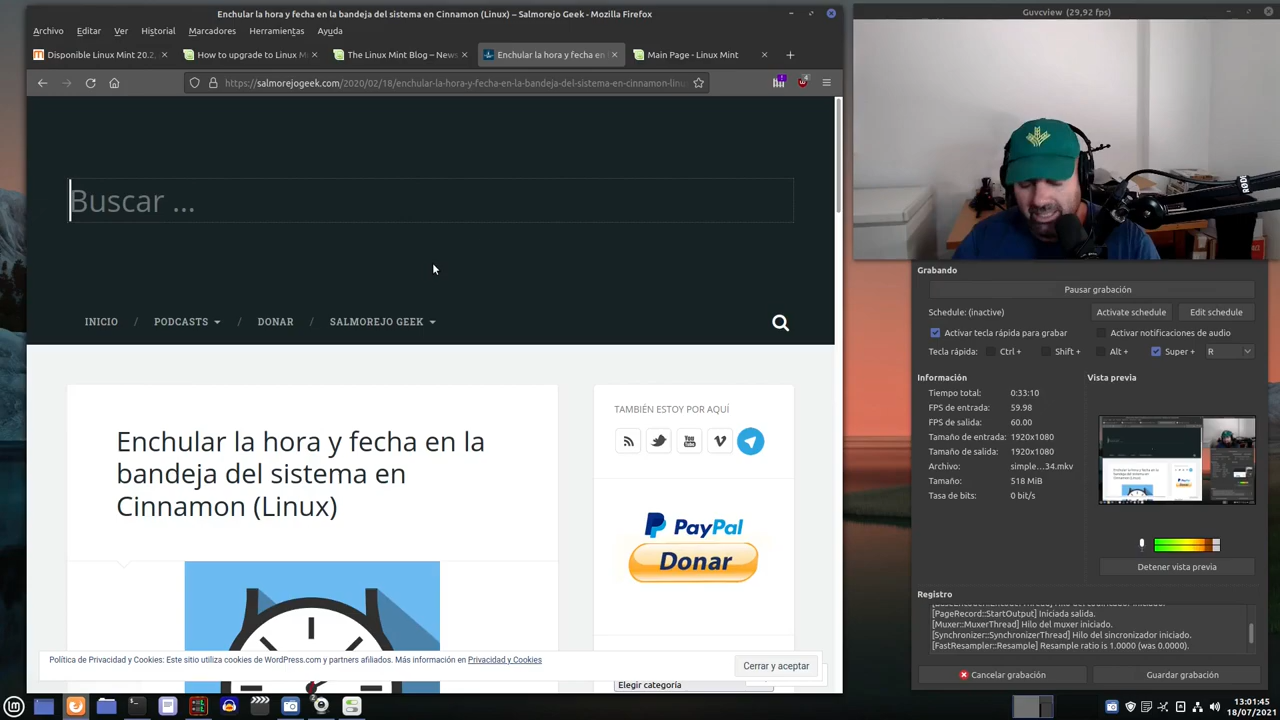 Enchular la hora y fecha en la bandeja del sistema en Cinnamon (Linux) – Salmorejo Geek - Mozilla Firefox
Archivo Editar Ver Historial Marcadores Herramientas Ayuda
Disponible Linux Mint 20.2,
How to upgrade to Linux M
The Linux Mint Blog – News
Enchular la hora y fecha en
Main Page - Linux Mint
https://salmorejogeek.com/2020/02/18/enchular-la-hora-y-fecha-en-la-bandeja-del-sistema-en-cinnamon-linu
Buscar ...
INICIO / PODCASTS / DONAR / SALMOREJO GEEK
Enchular la hora y fecha en la
bandeja del sistema en
Cinnamon (Linux)
TAMBIÉN ESTOY POR AQUÍ
You
Tube
PayPal
Donar
Política de Privacidad y Cookies: Este sitio utiliza cookies de WordPress.com y partners afiliados. Más información en Privacidad y Cookies
Cerrar y aceptar
Elegir categoría
Guvcview (29,92 fps)
RØDE
Grabando
Pausar grabación
Schedule: (inactive)
Activate schedule
Edit schedule
Activar tecla rápida para grabar
Activar notificaciones de audio
Tecla rápida: Ctrl + Shift + Alt + Super + R
Información
Tiempo total: 0:33:10
FPS de entrada: 59.98
FPS de salida: 60.00
Tamaño de entrada: 1920x1080
Tamaño de salida: 1920x1080
Archivo: simple...34.mkv
Tamaño: 518 MiB
Tasa de bits: 0 bit/s
Vista previa
Detener vista previa
Registro
[PageRecord::StartOutput] Iniciada salida.
[Muxer::MuxerThread] Hilo del muxer iniciado.
[Synchronizer::SynchronizerThread] Hilo del sincronizador iniciado.
[FastResampler::Resample] Resample ratio is 1.0000 (was 0.0000).
Cancelar grabación
Guardar grabación
13:01:45
18/07/2021